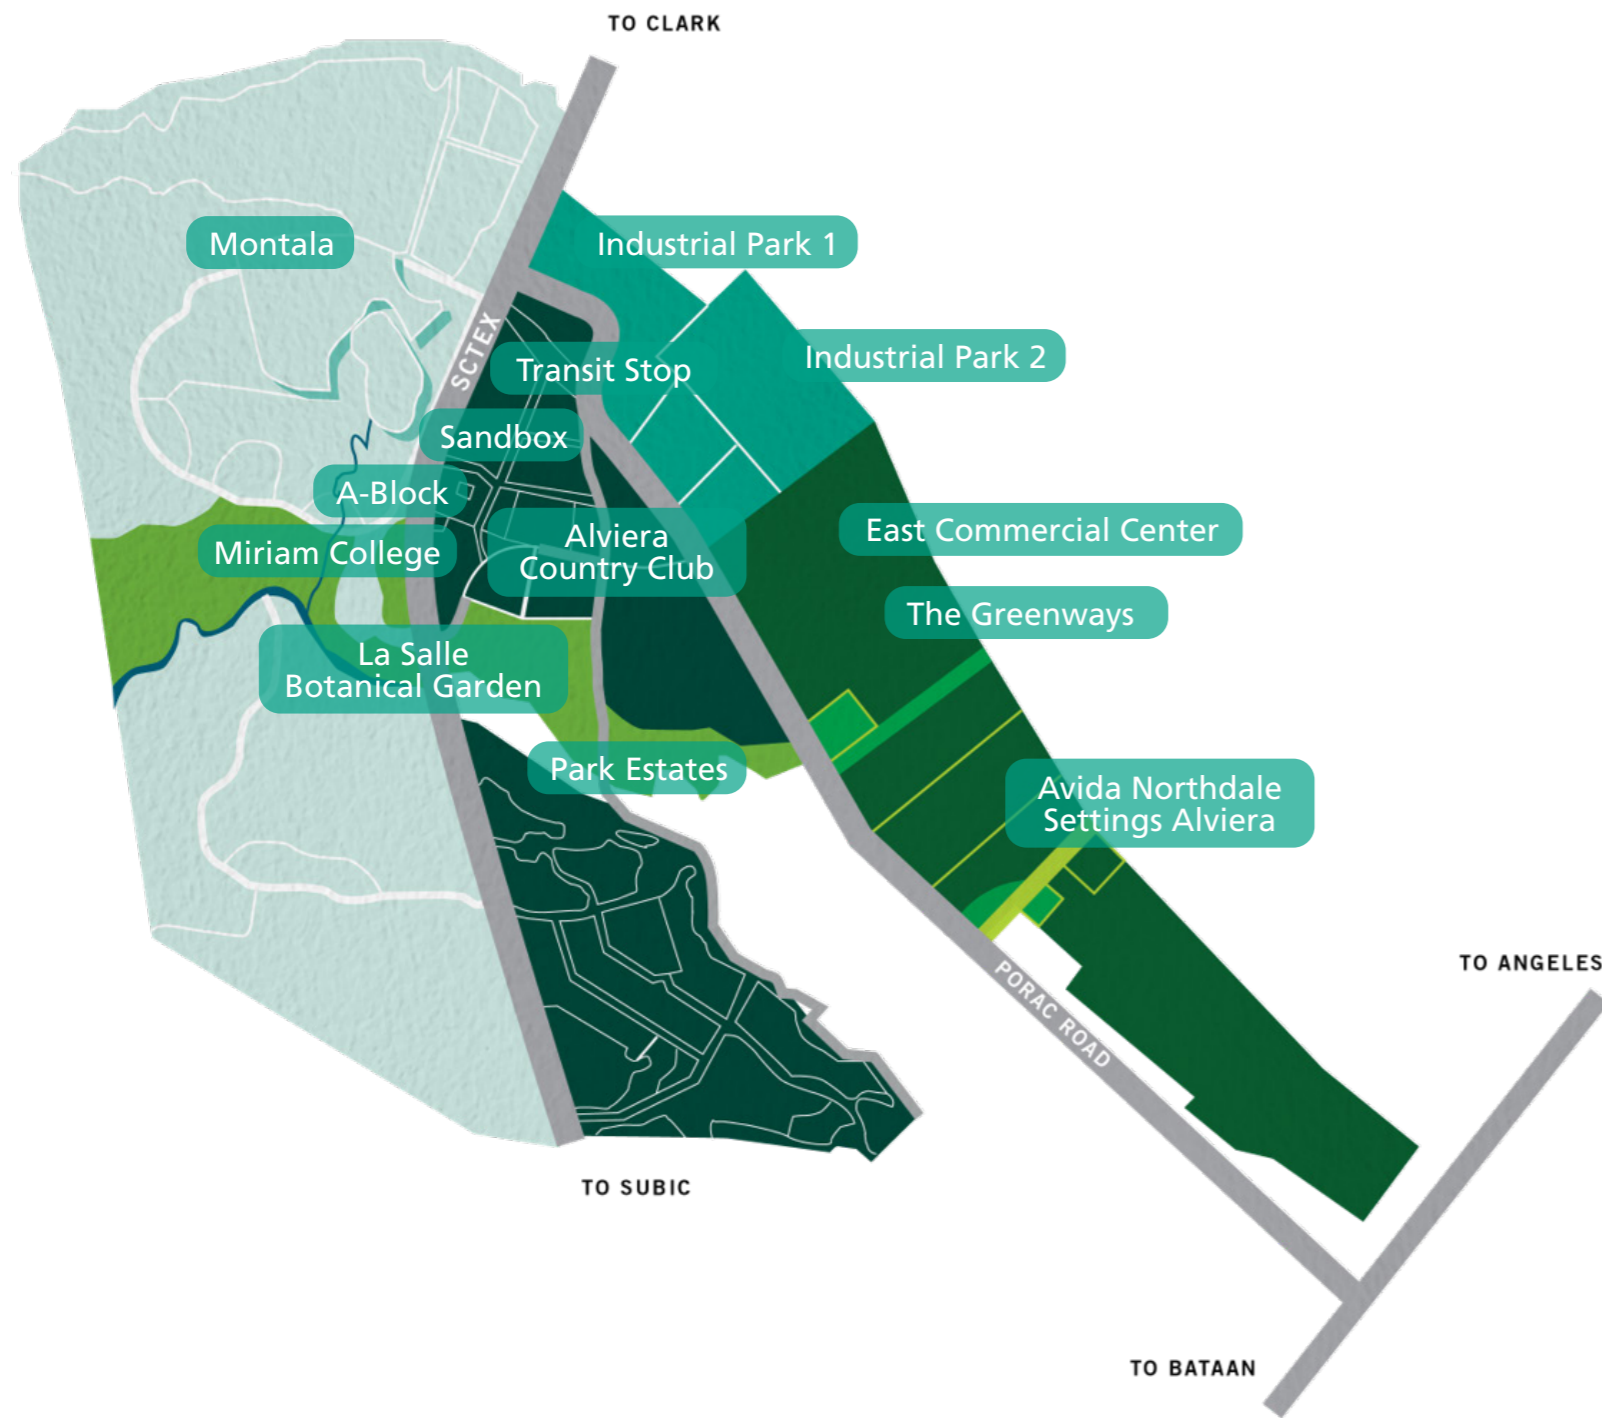 TO CLARK
Montala
Industrial Park 1
SCTEX
Transit Stop
Industrial Park 2
Sandbox
A-Block
Miriam College
Alviera
Country Club
East Commercial Center
The Greenways
La Salle
Botanical Garden
Park Estates
Avida Northdale
Settings Alviera
PORAC ROAD
TO ANGELES
TO SUBIC
TO BATAAN